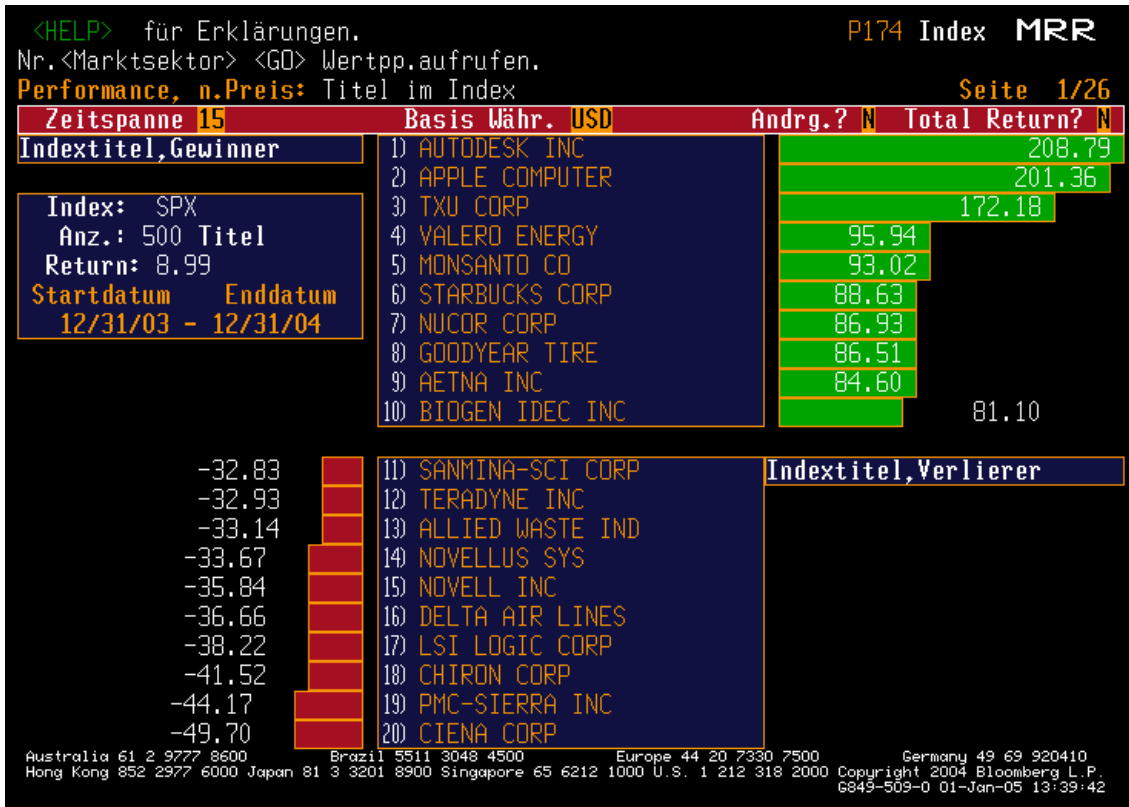 <HELP> für Erklärungen. P174 Index MRR
Nr.<Marktsektor> <GO> Wertpp.aufrufen.
Performance, n.Preis: Titel im Index Seite 1/26
Zeitspanne 15 Basis Währ. USD Andrg.? N Total Return? N
Indextitel,Gewinner 1) AUTODESK INC 208.79
2) APPLE COMPUTER 201.36
Index: SPX 3) TXU CORP 172.18
Anz.: 500 Titel 4) VALERO ENERGY 95.94
Return: 8.99 5) MONSANTO CO 93.02
Startdatum Enddatum 6) STARBUCKS CORP 88.63
12/31/03 - 12/31/04 7) NUCOR CORP 86.93
8) GOODYEAR TIRE 86.51
9) AETNA INC 84.60
10) BIOGEN IDEC INC 81.10
-32.83 11) SANMINA-SCI CORP Indextitel,Verlierer
-32.93 12) TERADYNE INC
-33.14 13) ALLIED WASTE IND
-33.67 14) NOVELLUS SYS
-35.84 15) NOVELL INC
-36.66 16) DELTA AIR LINES
-38.22 17) LSI LOGIC CORP
-41.52 18) CHIRON CORP
-44.17 19) PMC-SIERRA INC
-49.70 20) CIENA CORP
Australia 61 2 9777 8600 Brazil 5511 3048 4500 Europe 44 20 7330 7500 Germany 49 69 920410
Hong Kong 852 2977 6000 Japan 81 3 3201 8900 Singapore 65 6212 1000 U.S. 1 212 318 2000 Copyright 2004 Bloomberg L.P.
G849-509-0 01-Jan-05 13:39:42